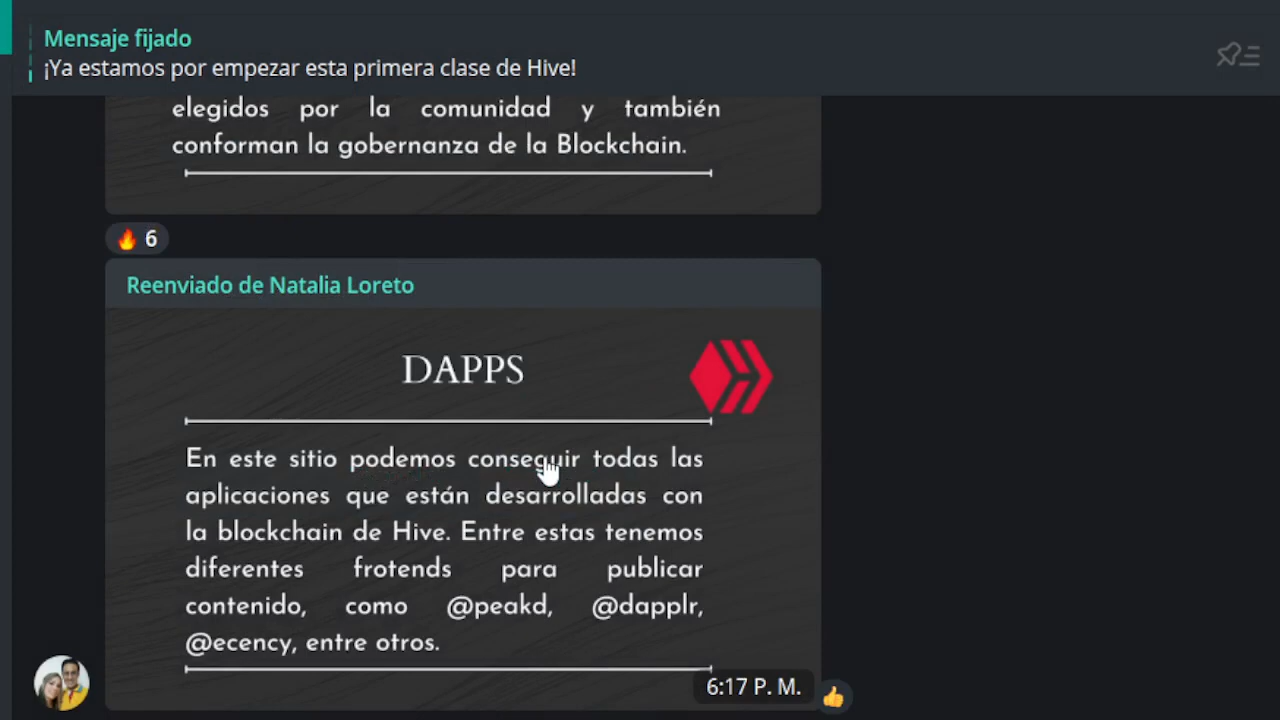 Mensaje fijado
¡Ya estamos por empezar esta primera clase de Hive!
elegidos por la comunidad y también
conforman la gobernanza de la Blockchain.
6
Reenviado de Natalia Loreto
DAPPS
En este sitio podemos conseguir todas las
aplicaciones que están desarrolladas con
la blockchain de Hive. Entre estas tenemos
diferentes frotends para publicar
contenido, como @peakd, @dapplr,
@ecency, entre otros.
6:17 P. M.